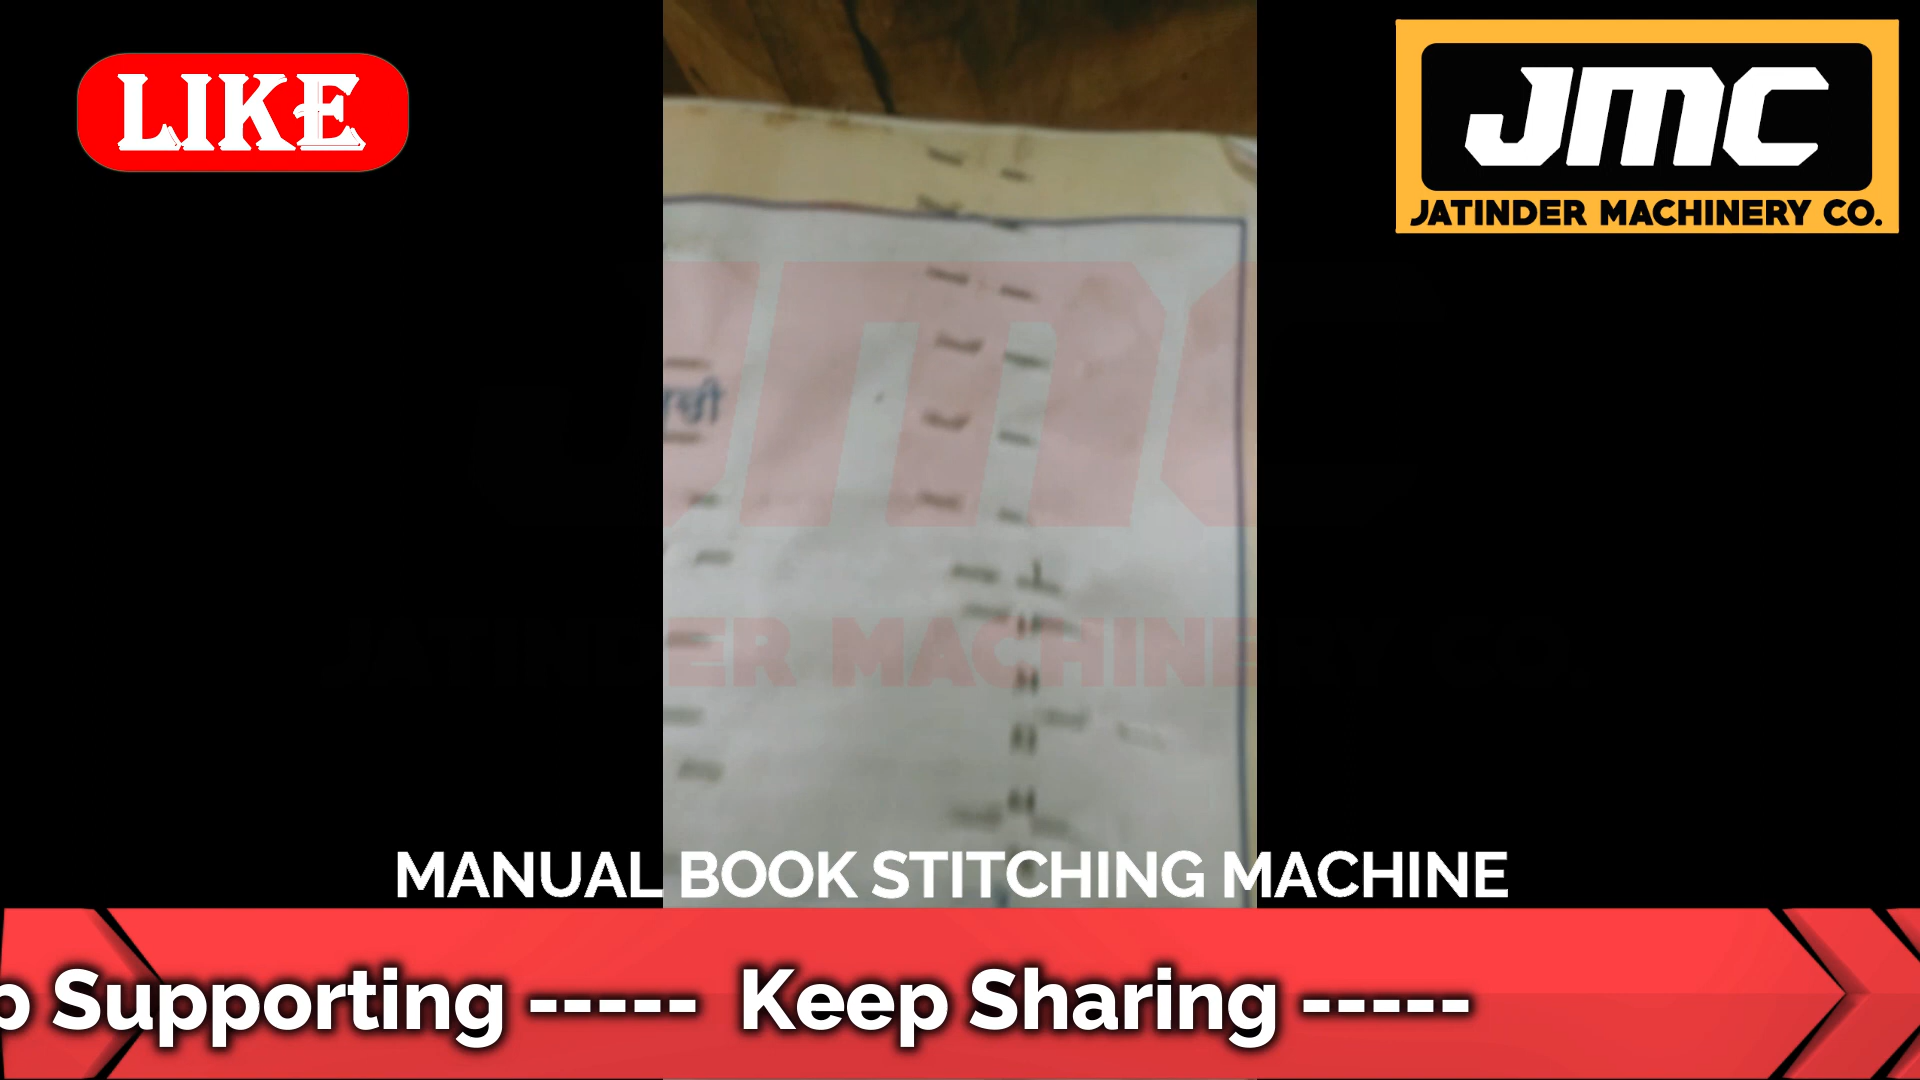 LIKE
JMC
JATINDER MACHINERY CO.
MANUAL BOOK STITCHING MACHINE
Supporting ----- Keep Sharing -----